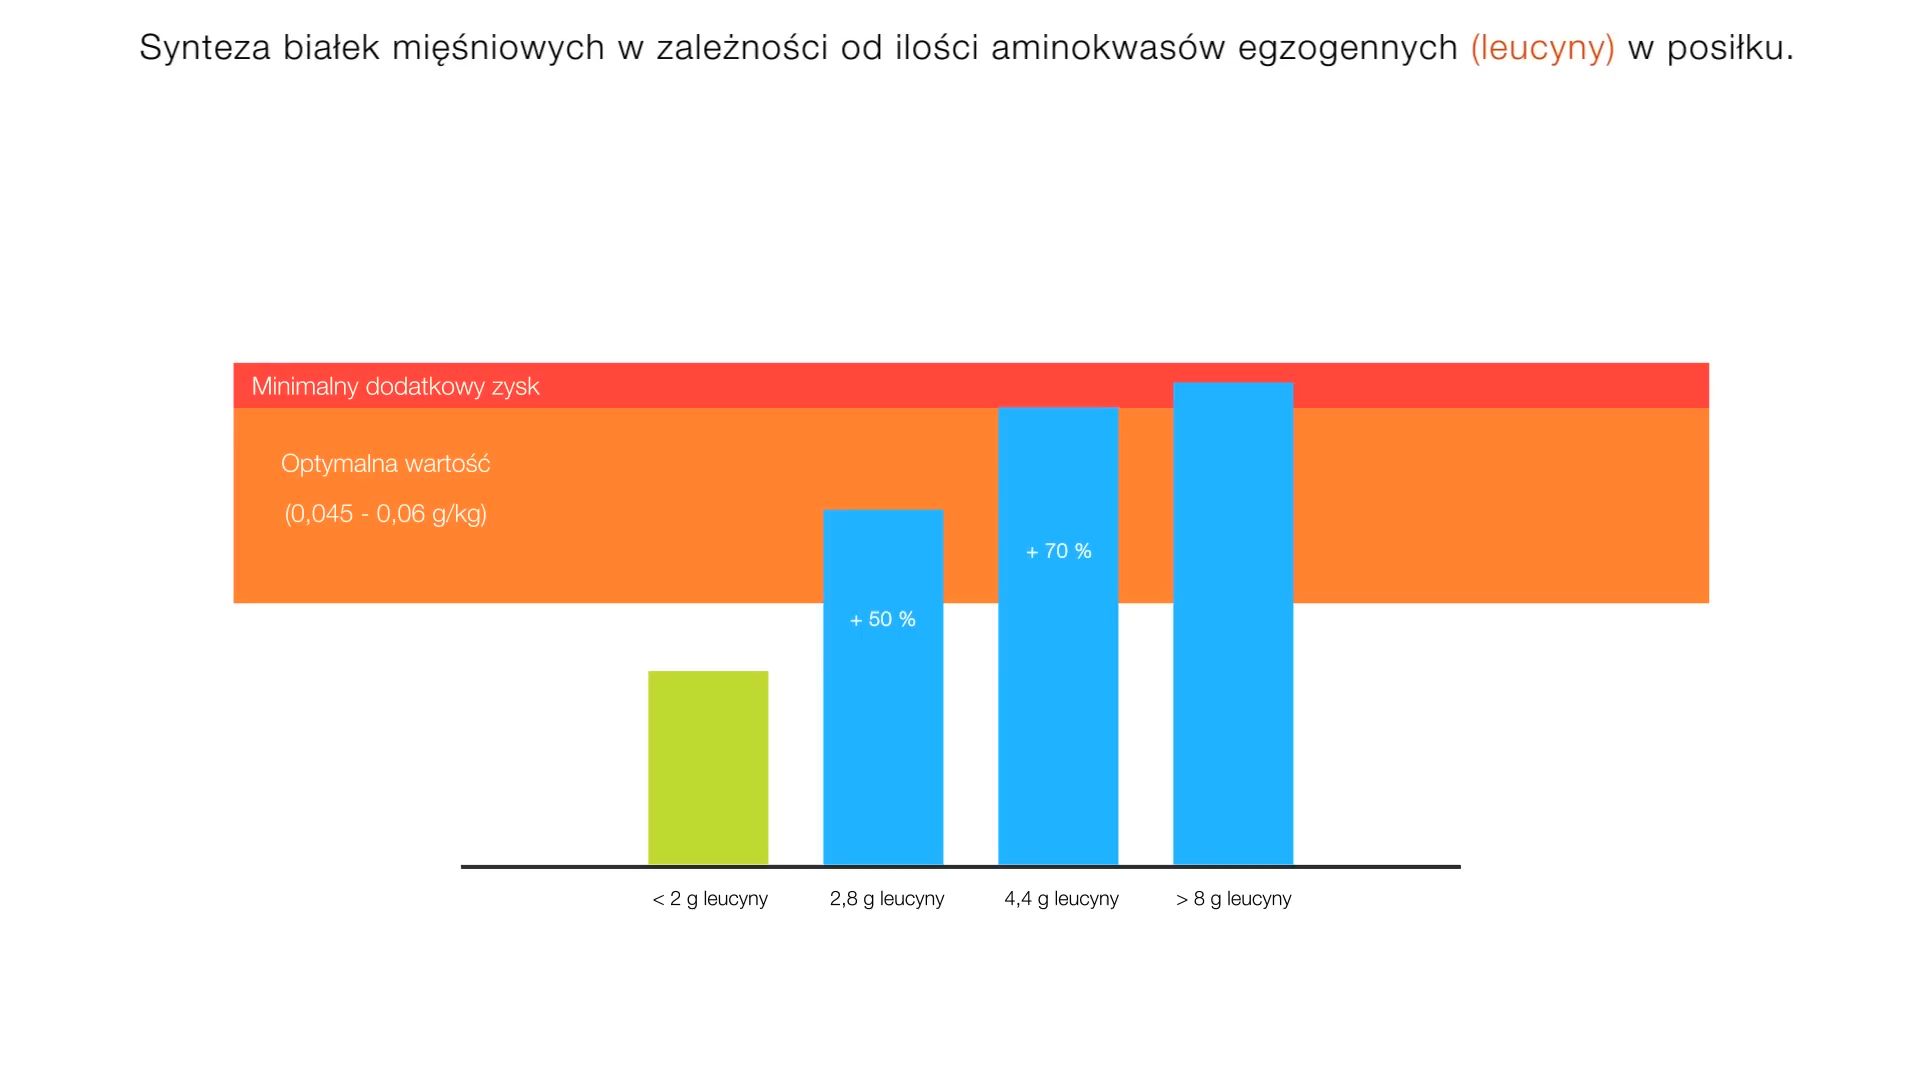 Synteza białek mięśniowych w zależności od ilości aminokwasów egzogennych (leucyny) w posiłku.
Minimalny dodatkowy zysk
Optymalna wartość
(0,045 - 0,06 g/kg)
+ 50 %
+ 70 %
< 2 g leucyny
2,8 g leucyny
4,4 g leucyny
> 8 g leucyny